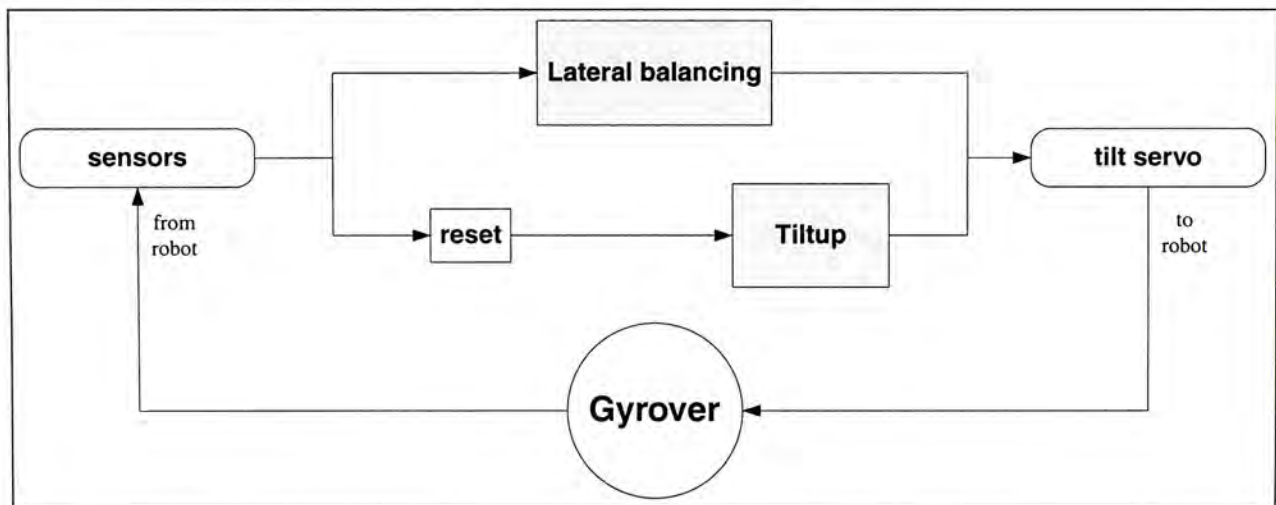 Lateral balancing
sensors
tilt servo
from
robot
reset
Tiltup
to
robot
Gyrover